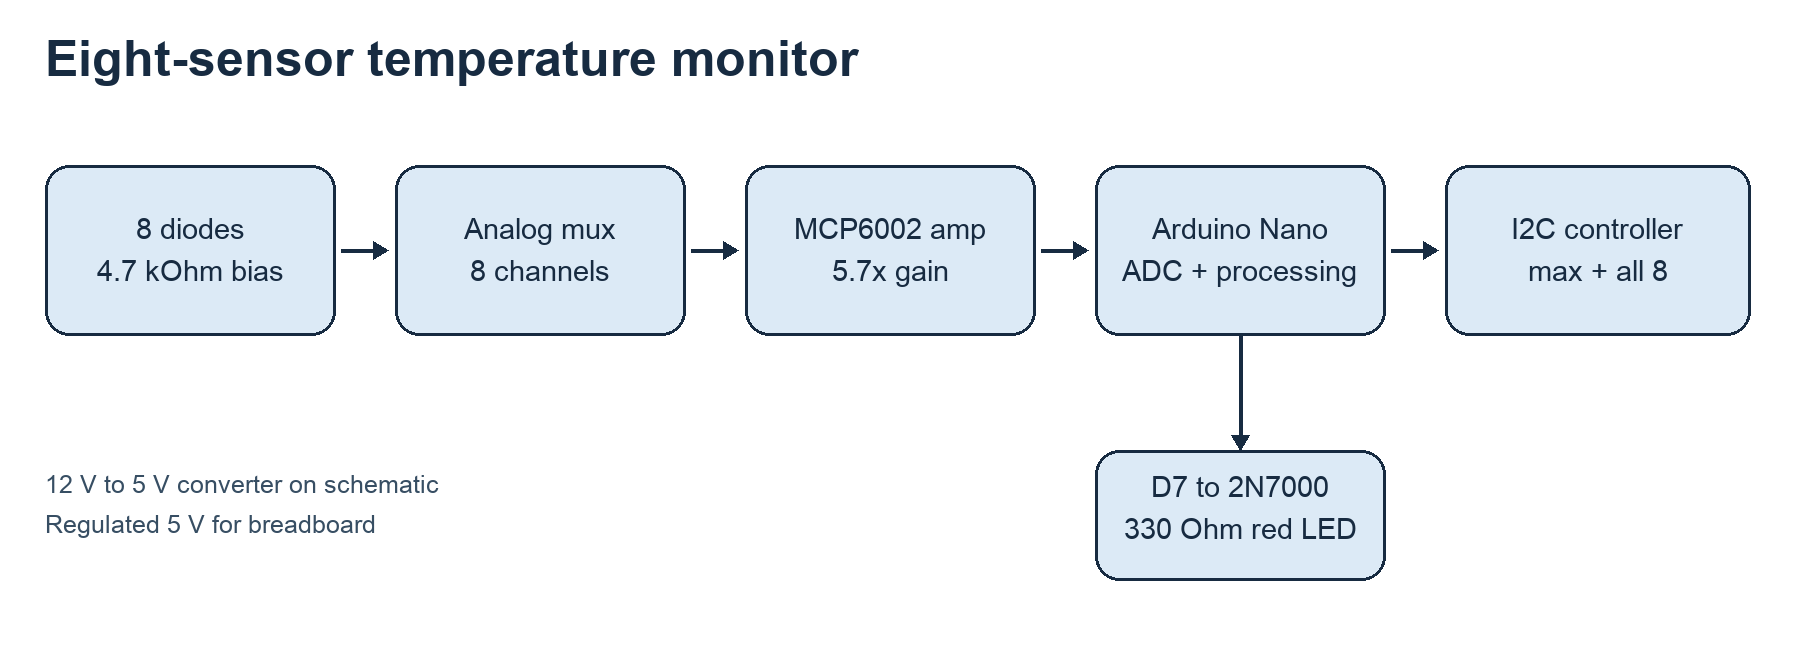 Eight-sensor temperature monitor
8 diodes
4.7 kOhm bias
Analog mux
8 channels
MCP6002 amp
5.7x gain
Arduino Nano
ADC + processing
I2C controller
max + all 8
D7 to 2N7000
330 Ohm red LED
12 V to 5 V converter on schematic
Regulated 5 V for breadboard